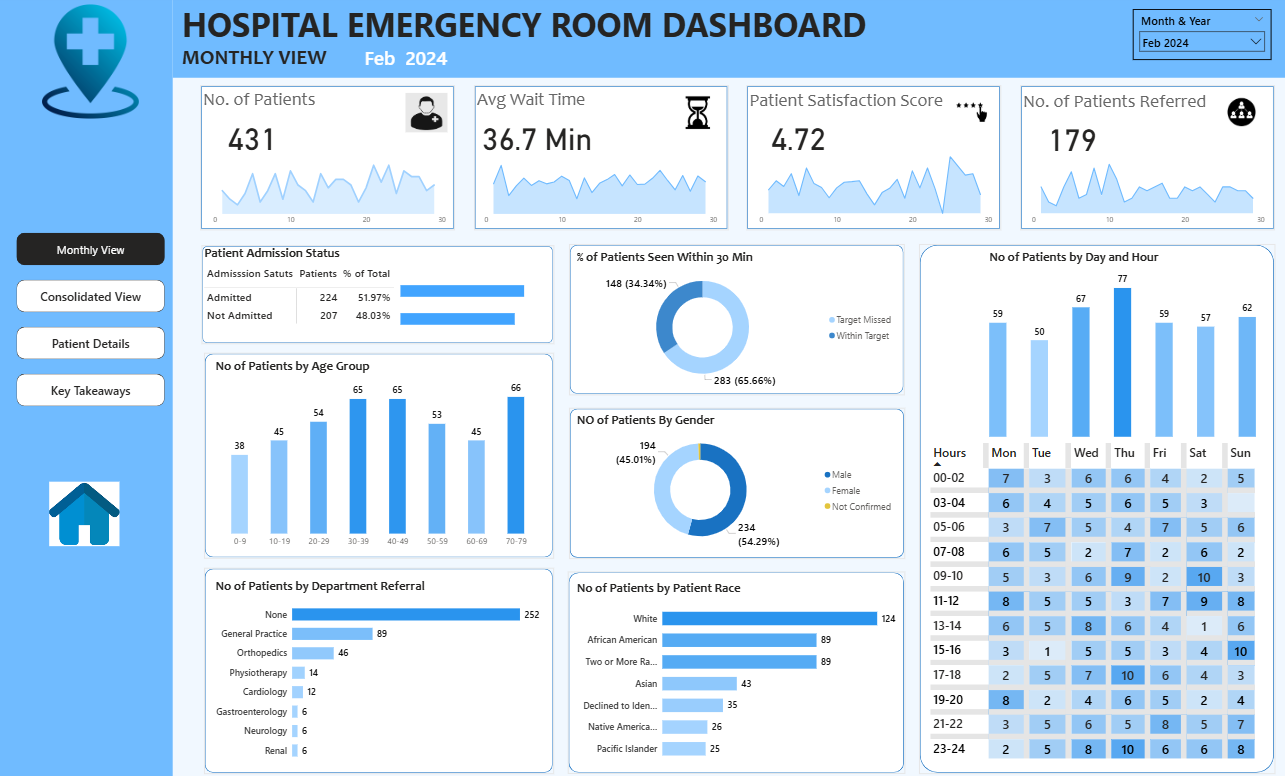 HOSPITAL EMERGENCY ROOM DASHBOARD
MONTHLY VIEW Feb 2024
Month & Year
Feb 2024
Monthly View
Consolidated View
Patient Details
Key Takeaways
No. of Patients
431
0 10 20 30
Avg Wait Time
36.7 Min
0 10 20 30
Patient Satisfaction Score
4.72
0 10 20 30
No. of Patients Referred
179
0 10 20 30
Patient Admission Status
Admisssion Satuts Patients % of Total
Admitted 224 51.97%
Not Admitted 207 48.03%
No of Patients by Age Group
38 45 54 65 65 53 45 66
0-9 10-19 20-29 30-39 40-49 50-59 60-69 70-79
No of Patients by Department Referral
None 252
General Practice 89
Orthopedics 46
Physiotherapy 14
Cardiology 12
Gastroenterology 6
Neurology 6
Renal 6
% of Patients Seen Within 30 Min
148 (34.34%)
Target Missed
Within Target
283 (65.66%)
NO of Patients By Gender
194
(45.01%)
Male
Female
Not Confirmed
234
(54.29%)
No of Patients by Patient Race
White 124
African American 89
Two or More Ra... 89
Asian 43
Declined to Iden... 35
Native America... 26
Pacific Islander 25
No of Patients by Day and Hour
59 50 67 77 59 57 62
Hours Mon Tue Wed Thu Fri Sat Sun
00-02 7 3 6 6 4 2 5
03-04 6 4 5 6 5 3
05-06 3 7 5 4 7 5 6
07-08 6 5 2 7 2 6 2
09-10 5 3 6 9 2 10 3
11-12 8 5 5 3 7 9 8
13-14 6 5 8 6 4 1 6
15-16 3 1 5 5 3 4 10
17-18 2 5 7 10 6 4 3
19-20 8 2 4 6 5 2 4
21-22 3 5 6 5 8 5 7
23-24 2 5 8 10 6 6 8